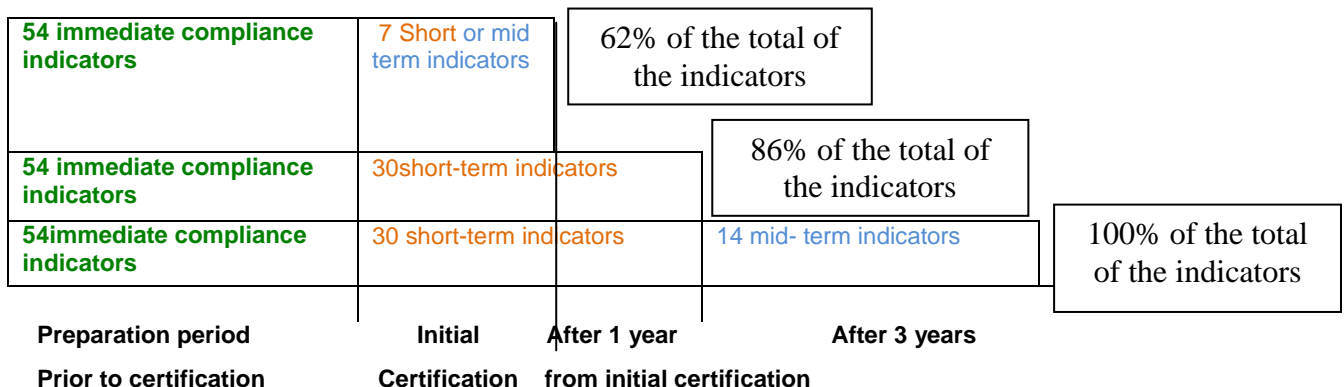 54 immediate compliance
indicators
7 Short or mid
term indicators
62% of the total of
the indicators
54 immediate compliance
indicators
30short-term indicators
86% of the total of
the indicators
54immediate compliance
indicators
30 short-term indicators
14 mid- term indicators
100% of the total
of the indicators
Preparation period
Initial
After 1 year
After 3 years
Prior to certification
Certification
from initial certification